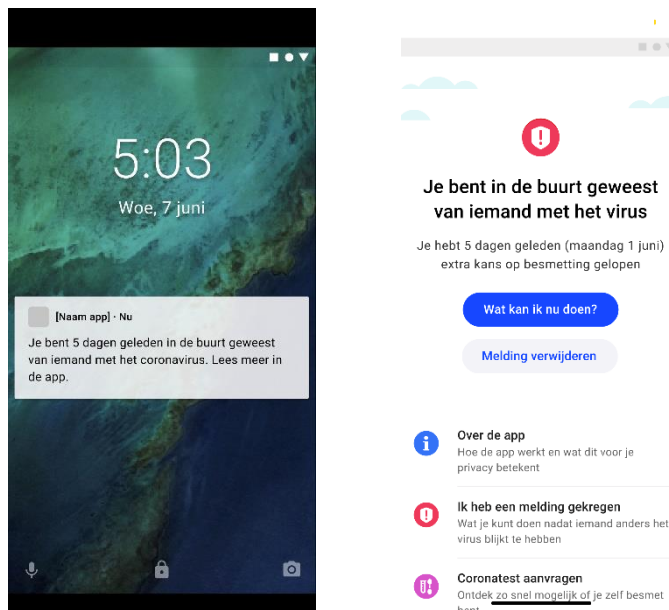 5:03
Woe, 7 juni
[Naam app] · Nu
Je bent 5 dagen geleden in de buurt geweest
van iemand met het coronavirus. Lees meer in
de app.
Je bent in de buurt geweest
van iemand met het virus
Je hebt 5 dagen geleden (maandag 1 juni)
extra kans op besmetting gelopen
Wat kan ik nu doen?
Melding verwijderen
Over de app
Hoe de app werkt en wat dit voor je
privacy betekent
Ik heb een melding gekregen
Wat je kunt doen nadat iemand anders het
virus blijkt te hebben
Coronatest aanvragen
Ontdek zo snel mogelijk of je zelf besmet